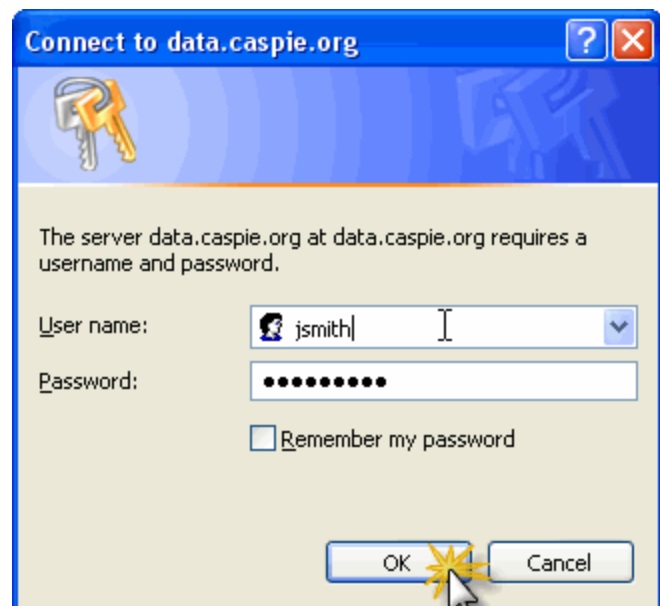 Connect to data.caspie.org
The server data.caspie.org at data.caspie.org requires a
username and password.
User name:
jsmith
Password:
●●●●●●●●●
Remember my password
OK
Cancel